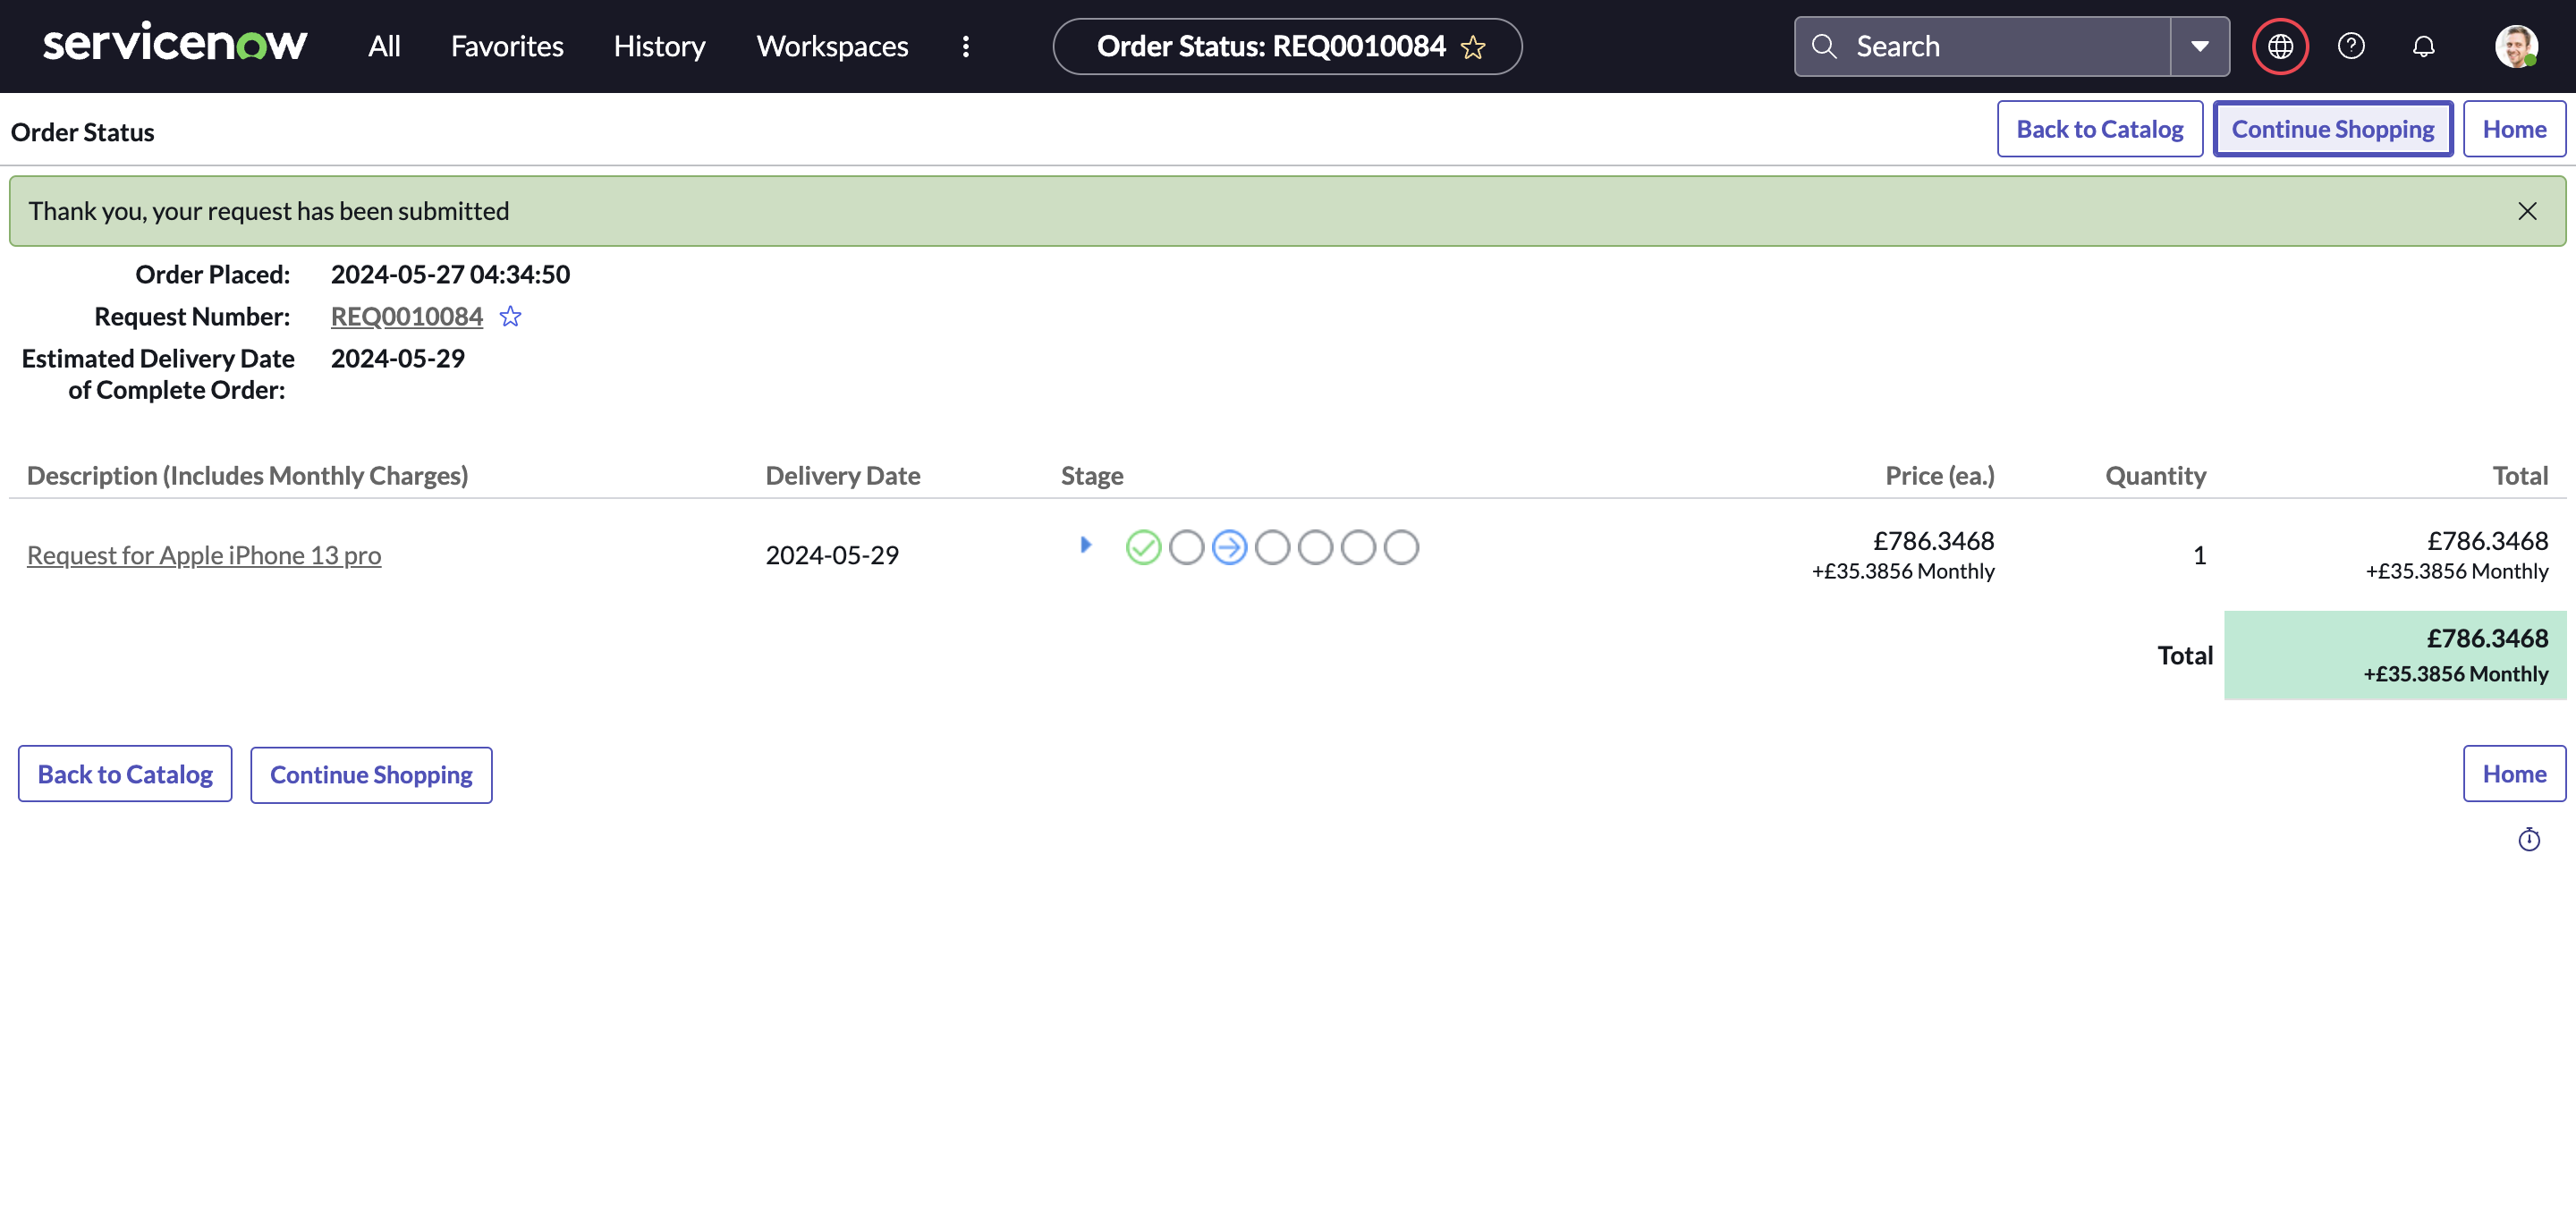 servicenow All Favorites History Workspaces Order Status: REQ0010084 Search
Order Status Back to Catalog Continue Shopping Home
Thank you, your request has been submitted
Order Placed: 2024-05-27 04:34:50
Request Number: REQ0010084
Estimated Delivery Date 2024-05-29
of Complete Order:
Description (Includes Monthly Charges) Delivery Date Stage Price (ea.) Quantity Total
Request for Apple iPhone 13 pro 2024-05-29 £786.3468 1 £786.3468
+£35.3856 Monthly +£35.3856 Monthly
Total £786.3468
+£35.3856 Monthly
Back to Catalog Continue Shopping Home